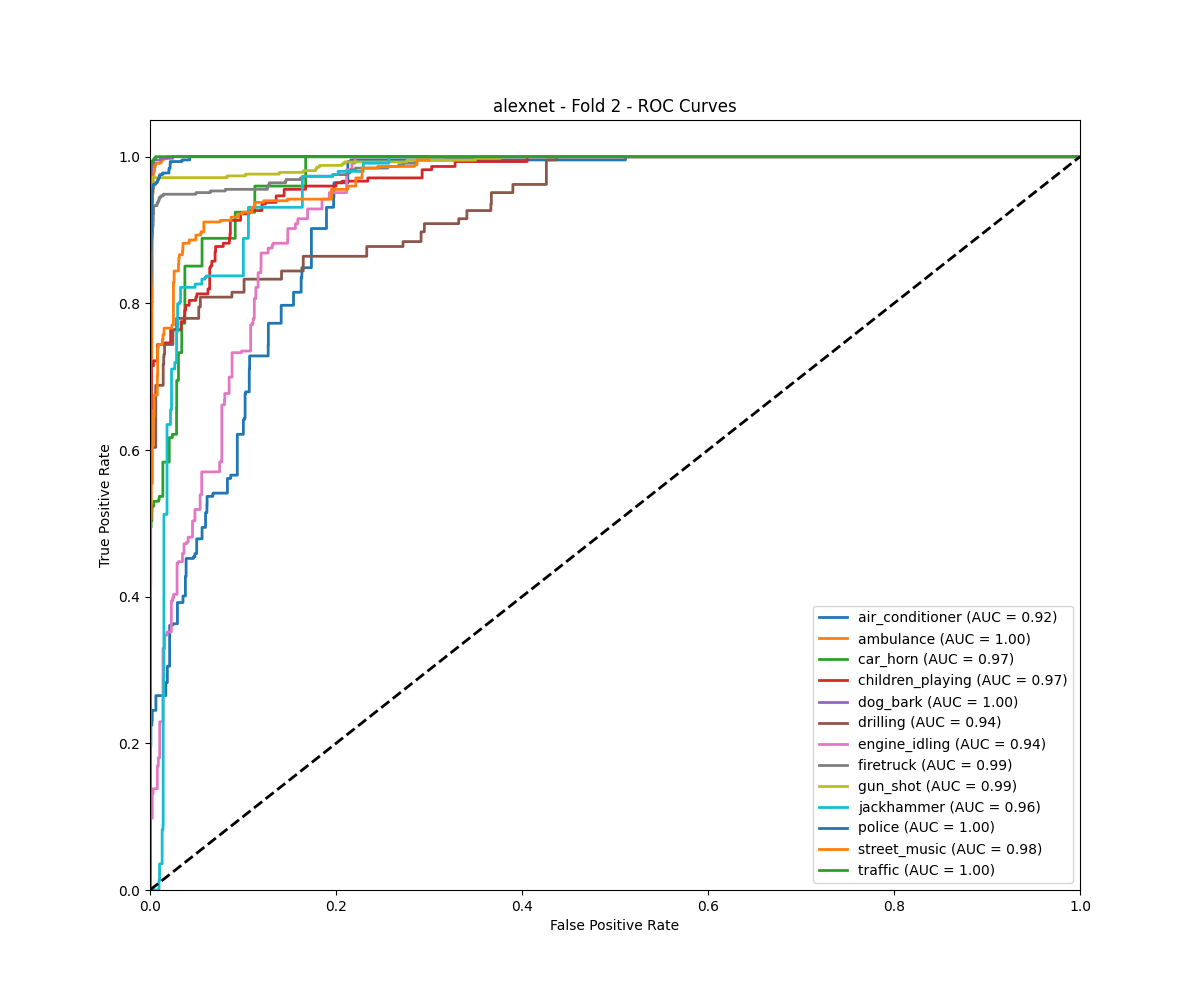 alexnet - Fold 2 - ROC Curves
True Positive Rate
1.0
0.8
0.6
0.4
0.2
0.0
air_conditioner (AUC = 0.92)
ambulance (AUC = 1.00)
car_horn (AUC = 0.97)
children_playing (AUC = 0.97)
dog_bark (AUC = 1.00)
drilling (AUC = 0.94)
engine_idling (AUC = 0.94)
firetruck (AUC = 0.99)
gun_shot (AUC = 0.99)
jackhammer (AUC = 0.96)
police (AUC = 1.00)
street_music (AUC = 0.98)
traffic (AUC = 1.00)
0.0 0.2 0.4 0.6 0.8 1.0
False Positive Rate